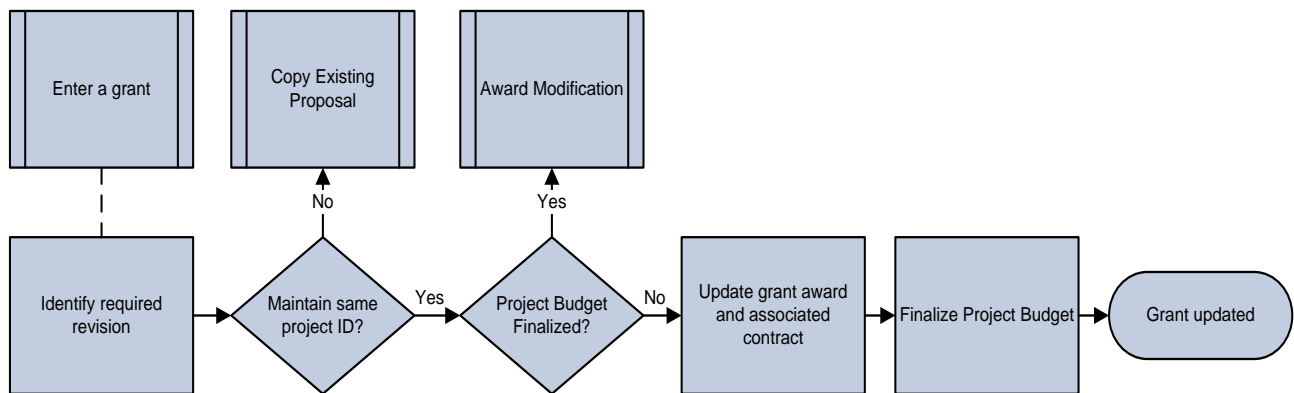 Enter a grant
Copy Existing
Proposal
Award Modification
No
Yes
Identify required
revision
Maintain same
project ID?
Yes
Project Budget
Finalized?
No
Update grant award
and associated
contract
Finalize Project Budget
Grant updated